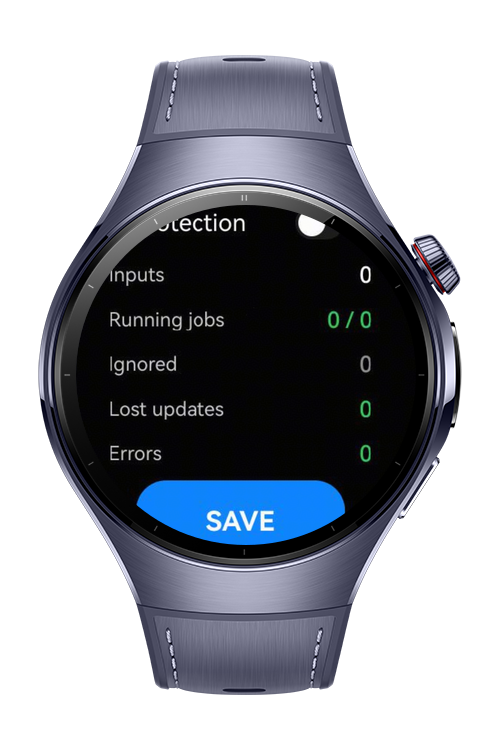 otection
Inputs 0
Running jobs 0 / 0
Ignored 0
Lost updates 0
Errors 0
SAVE